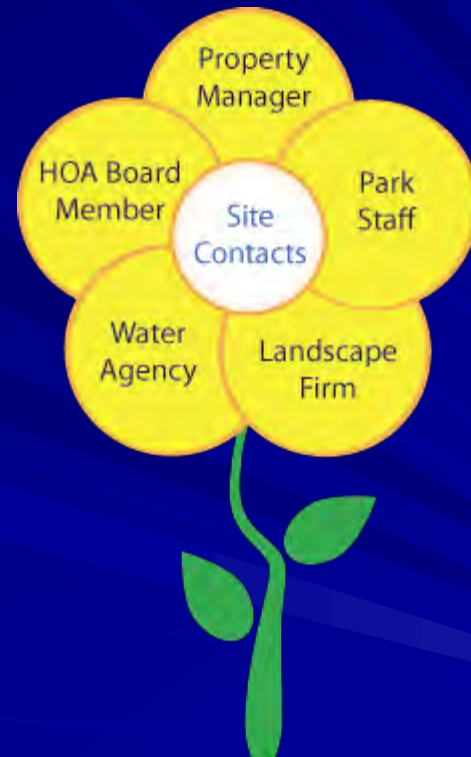 Property
Manager
HOA Board
Member
Park
Staff
Site
Contacts
Water
Agency
Landscape
Firm